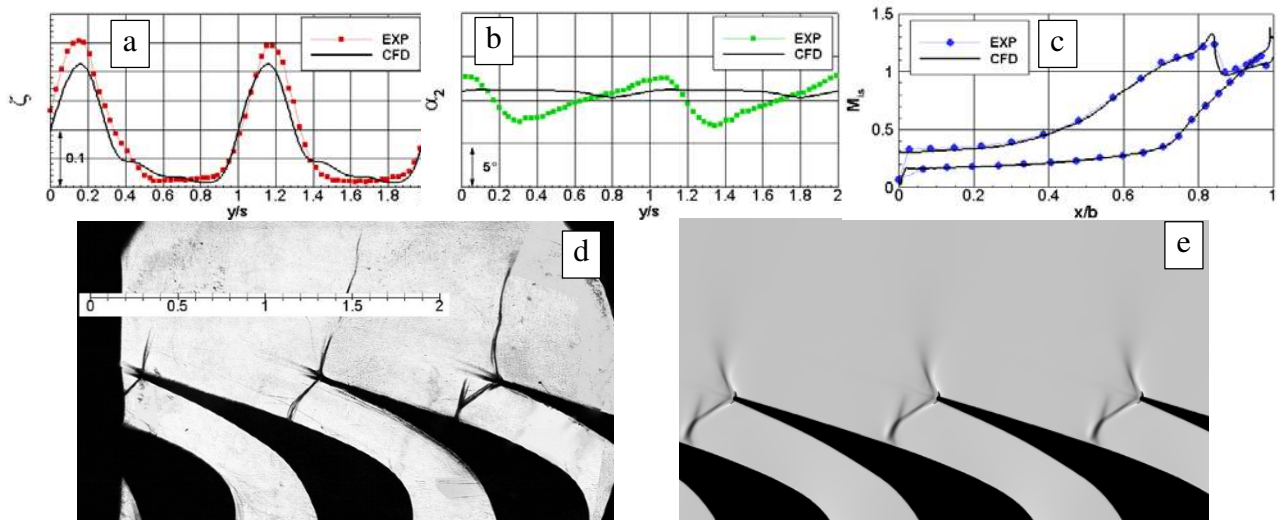 a
EXP
CFD
ζ
0.1
0 0.2 0.4 0.6 0.8 1 1.2 1.4 1.6 1.8 2
y/s
b
EXP
CFD
α2
5°
0 0.2 0.4 0.6 0.8 1 1.2 1.4 1.6 1.8 2
y/s
1.5
c
EXP
CFD
1
Mis
0.5
0
0 0.2 0.4 0.6 0.8 1
x/b
d
0 0.5 1 1.5 2
e